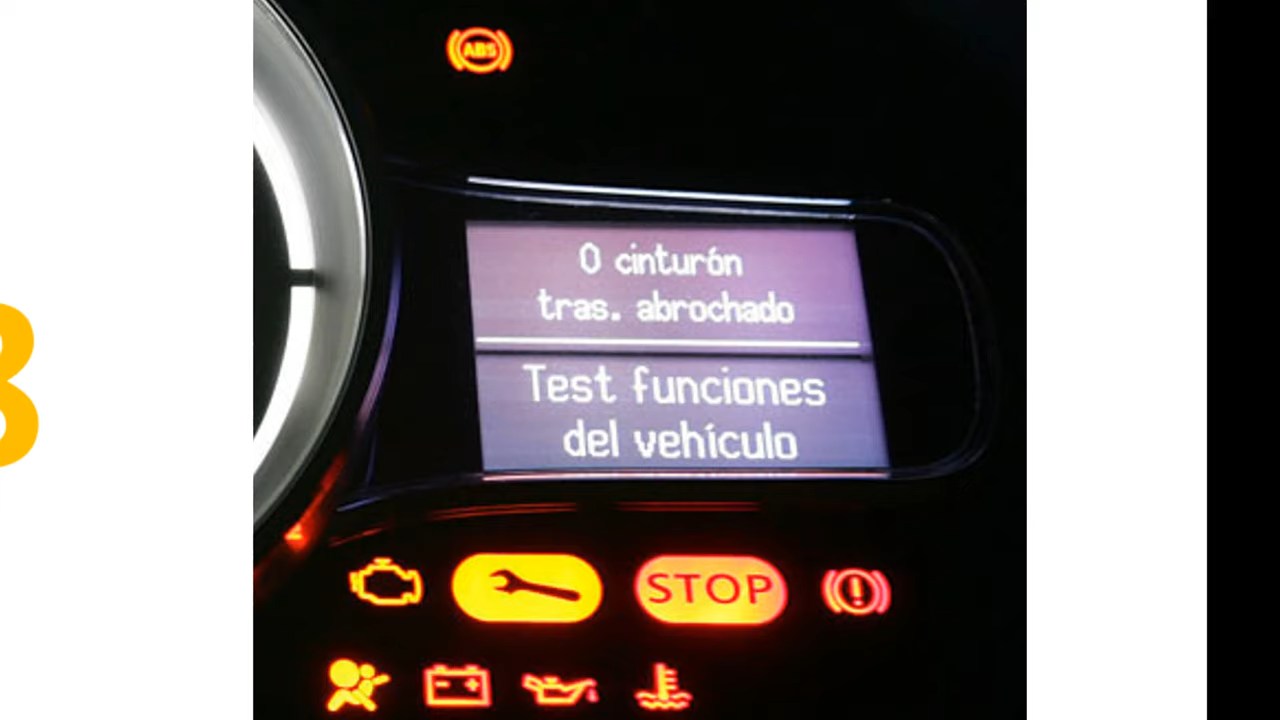 ABS
0 cinturón
tras. abrochado
Test funciones
del vehículo
STOP